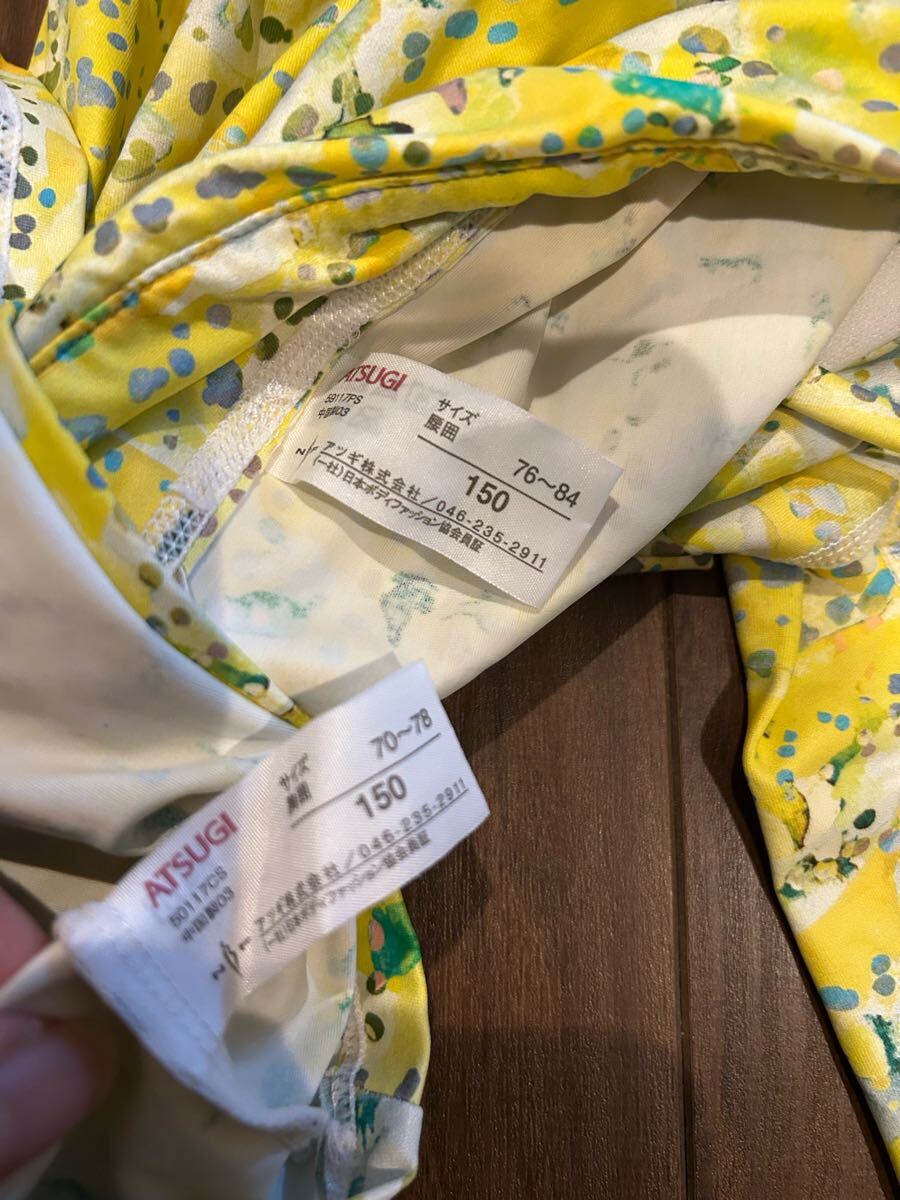 ATSUGI
59117PS
中国製03
サイズ
腰囲
76～84
150
アツギ株式会社/046-235-2911
(一社)日本ボディファッション協会員証
ATSUGI
50117CS
中国製03
サイズ
腰囲
70～78
150
アツギ株式会社/046-235-2911
(一社)日本ボディファッション協会員証